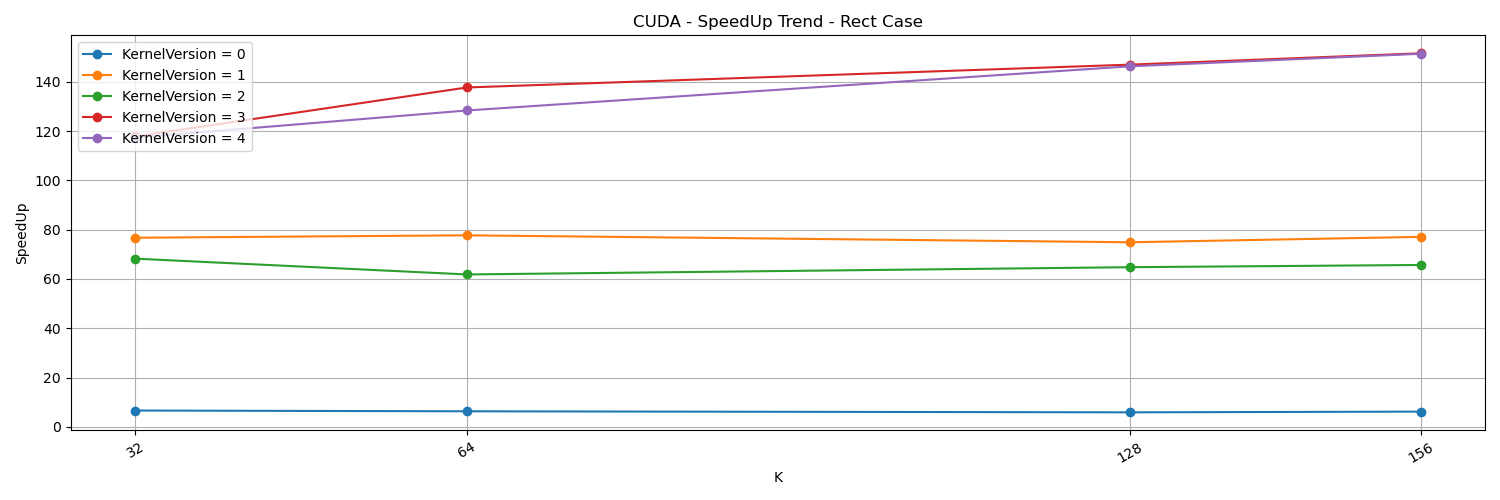 CUDA - SpeedUp Trend - Rect Case
KernelVersion = 0
KernelVersion = 1
KernelVersion = 2
KernelVersion = 3
KernelVersion = 4
SpeedUp
140
120
100
80
60
40
20
0
32
64
128
156
K